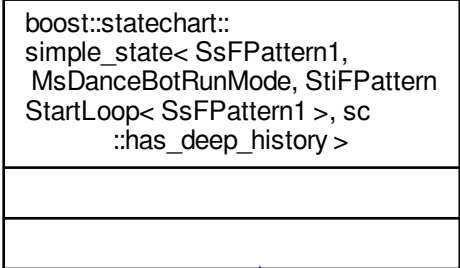 boost::statechart::
simple_state< SsFPattern1,
MsDanceBotRunMode, StiFPattern
StartLoop< SsFPattern1 >, sc
::has_deep_history >